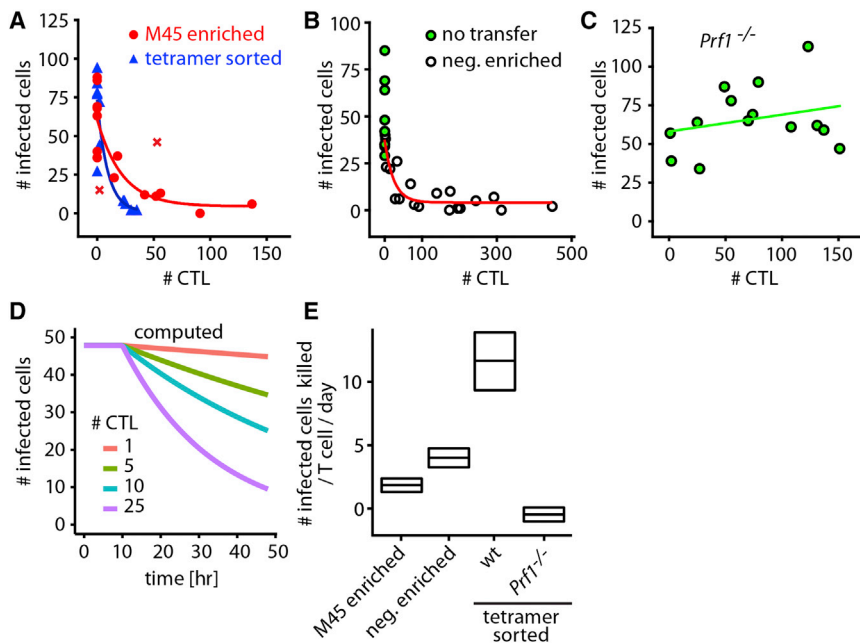 A
125
100
75
50
25
0
# infected cells
M45 enriched
tetramer sorted
0 50 100 150
# CTL
B
100
75
50
25
0
# infected cells
no transfer
neg. enriched
0 100 300 500
# CTL
C
Prf1 -/-
125
100
75
50
25
0
# infected cells
0 50 100 150
# CTL
D
computed
50
40
30
20
10
0
# infected cells
# CTL
1
5
10
25
0 10 20 30 40 50
time [hr]
E
# infected cells killed
/ T cell / day
10
5
0
M45 enriched
neg. enriched
wt
Prf1-/-
tetramer
sorted